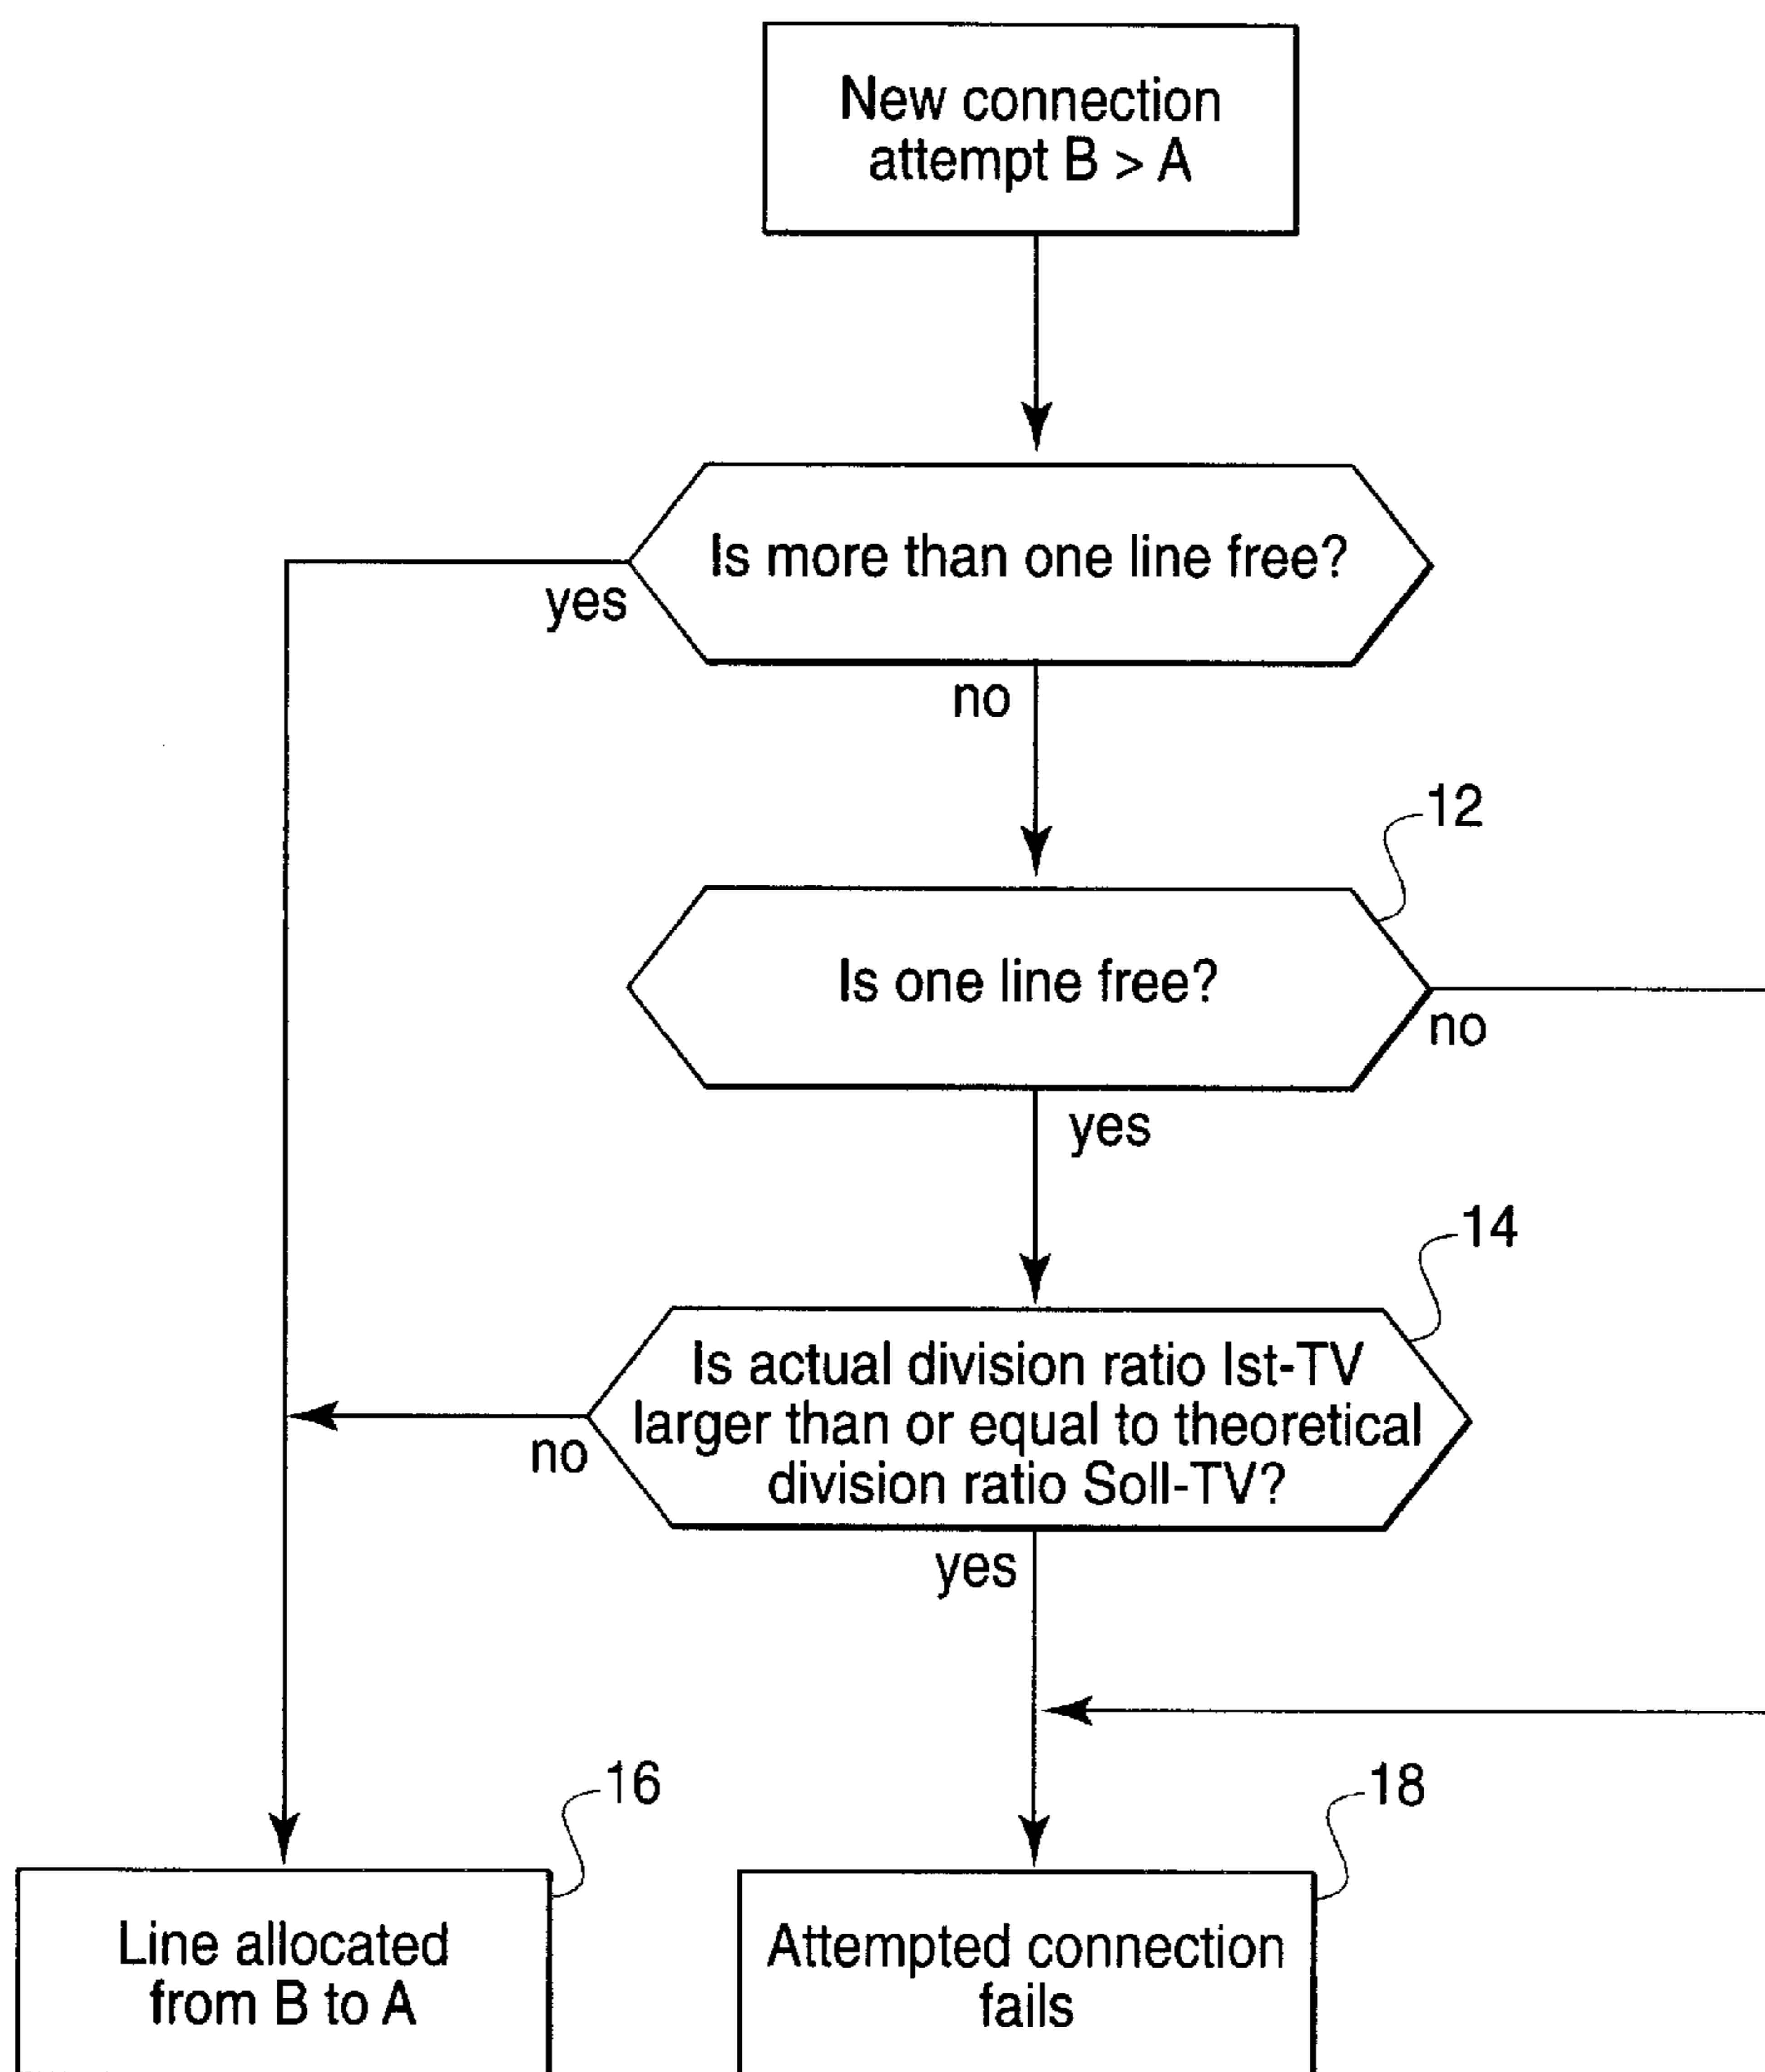 New connection
attempt B > A
Is more than one line free?
yes
no
12
Is one line free?
no
yes
14
Is actual division ratio Ist-TV
larger than or equal to theoretical
division ratio Soll-TV?
no
yes
16
18
Line allocated
from B to A
Attempted connection
fails